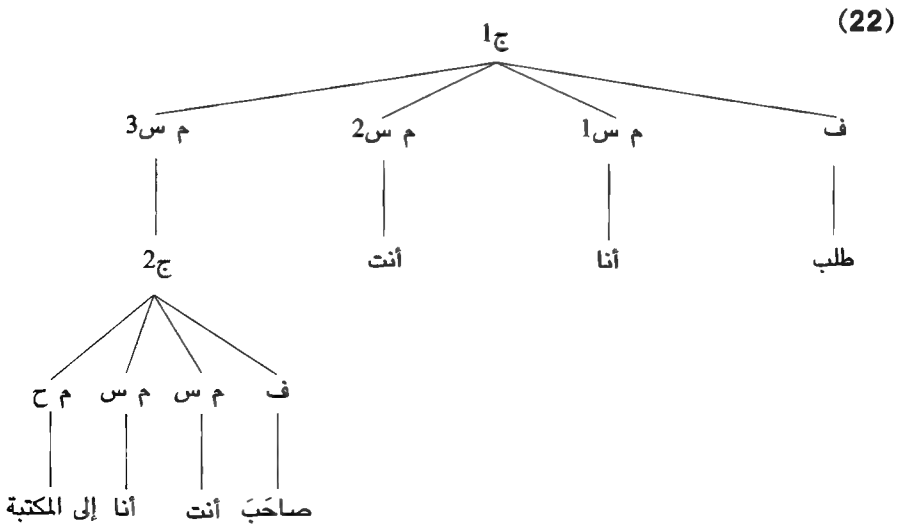 (22)
ج1
ف م س1 م س2 م س3
طلب أنا أنت ج2
ف م س م س م ح
صاحَبَ أنت أنا إلى المكتبة